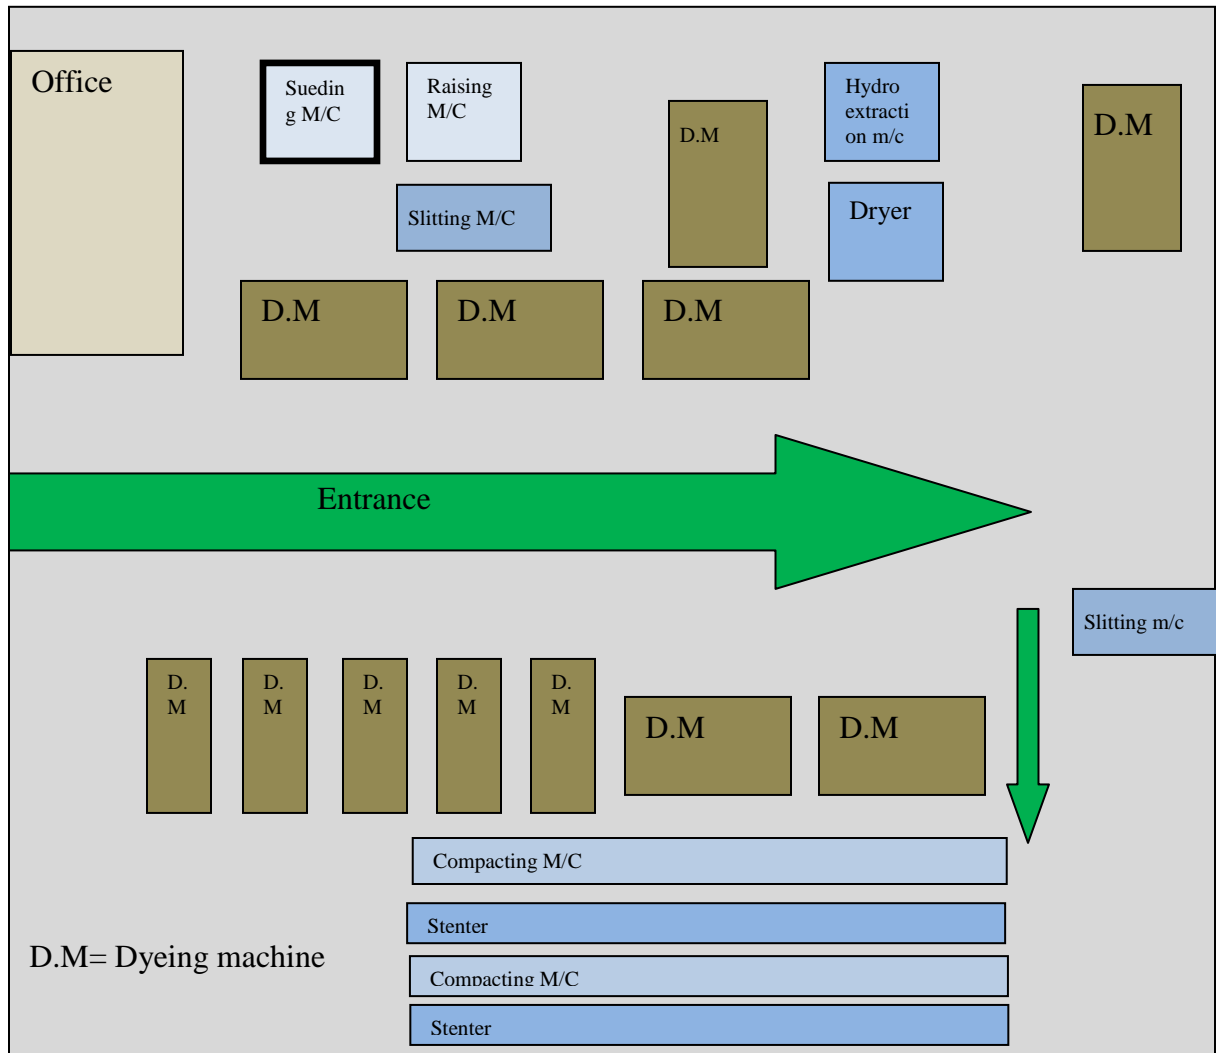 Office
Suedin
g M/C
Raising
M/C
Hydro
extracti
on m/c
D.M
D.M
Slitting M/C
Dryer
D.M
D.M
D.M
Entrance
Slitting m/c
D.
M
D.
M
D.
M
D.
M
D.
M
D.M
D.M
Compacting M/C
Stenter
D.M= Dyeing machine
Compacting M/C
Stenter